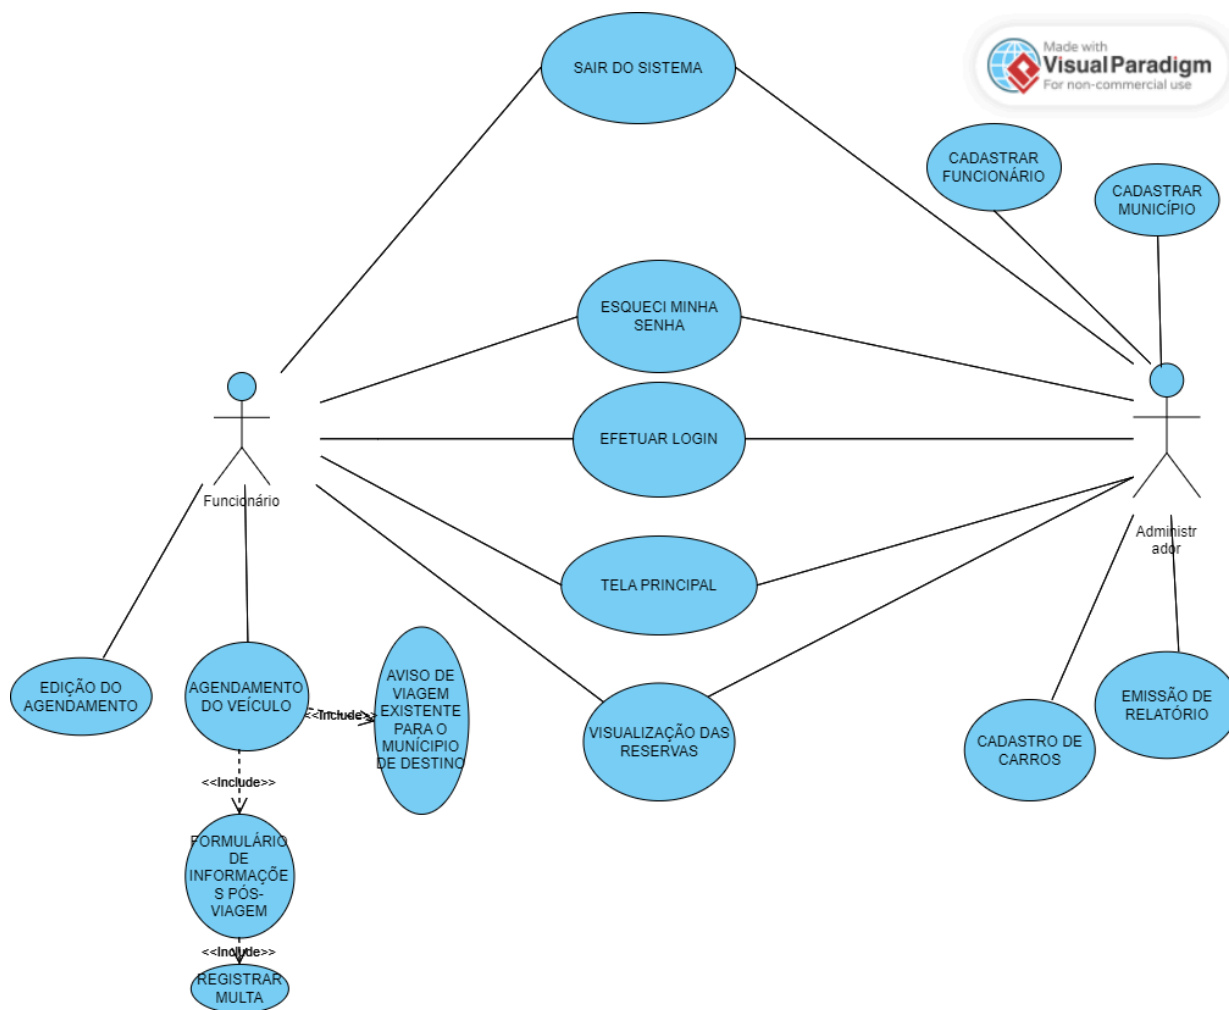 Made with
Visual Paradigm
For non-commercial use
SAIR DO SISTEMA
CADASTRAR
FUNCIONÁRIO
CADASTRAR
MUNICÍPIO
ESQUECI MINHA
SENHA
EFETUAR LOGIN
Funcionário
Administr
ador
TELA PRINCIPAL
EDIÇÃO DO
AGENDAMENTO
AGENDAMENTO
DO VEÍCULO
<<Include>>
AVISO DE
VIAGEM
EXISTENTE
PARA O
MUNÍCIPIO
DE DESTINO
VISUALIZAÇÃO DAS
RESERVAS
CADASTRO DE
CARROS
EMISSÃO DE
RELATÓRIO
<<Include>>
FORMULÁRIO
DE
INFORMAÇÕE
S PÓS-
VIAGEM
<<Include>>
REGISTRAR
MULTA